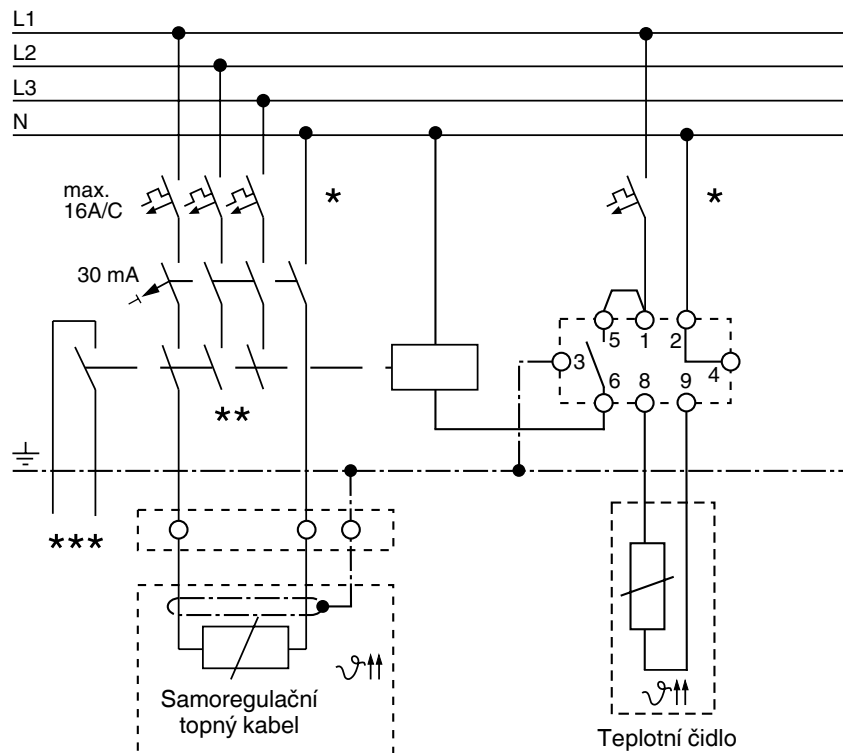 L1
L2
L3
N
max.
16A/C
*
*
30 mA
5 1 2
3 4
6 8 9
**
***
Samoregulační
topný kabel
Teplotní čidlo